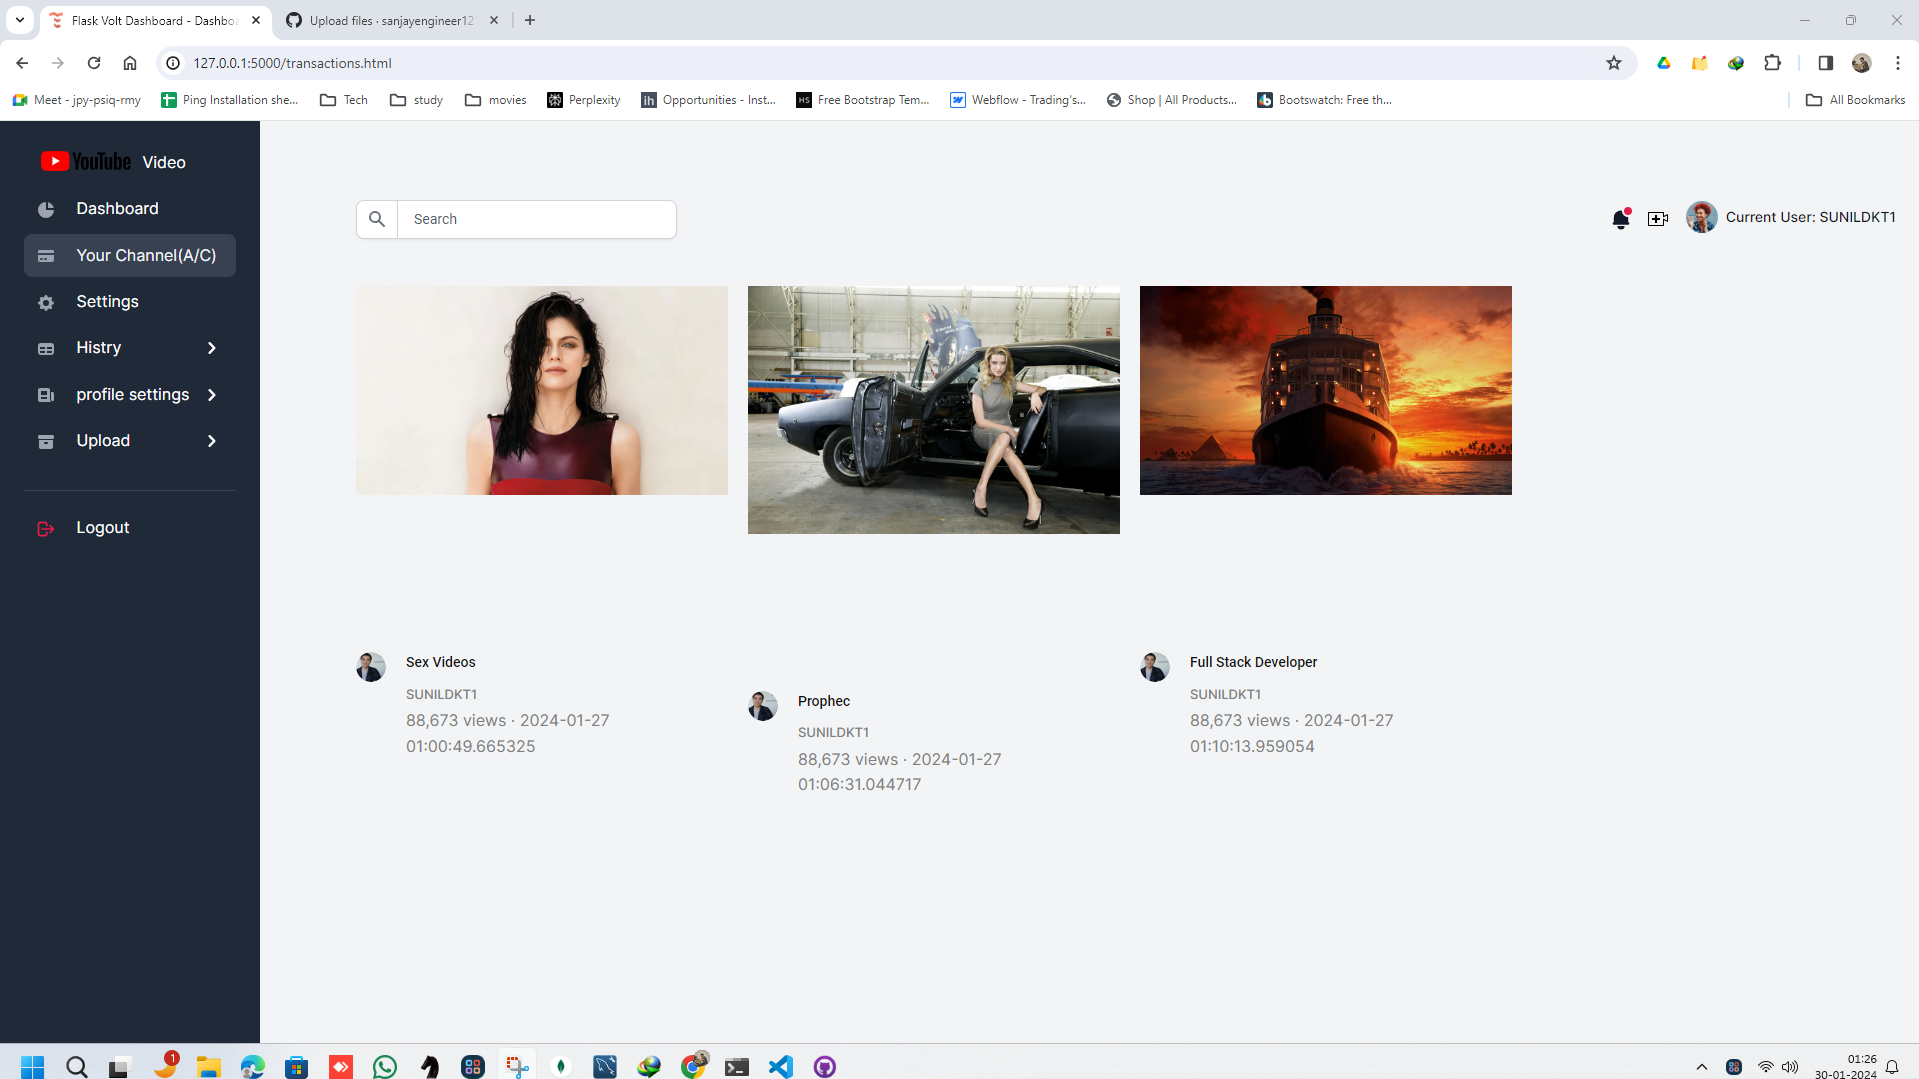 Flask Volt Dashboard - Dashbo
Upload files · sanjayengineer12
127.0.0.1:5000/transactions.html
Meet - jpy-psiq-rmy
Ping Installation she...
Tech
study
movies
Perplexity
Opportunities - Inst...
Free Bootstrap Tem...
Webflow - Trading's...
Shop | All Products...
Bootswatch: Free th...
All Bookmarks
YouTube Video
Dashboard
Your Channel(A/C)
Settings
Histry
profile settings
Upload
Logout
Search
Current User: SUNILDKT1
Sex Videos
SUNILDKT1
88,673 views · 2024-01-27
01:00:49.665325
Prophec
SUNILDKT1
88,673 views · 2024-01-27
01:06:31.044717
Full Stack Developer
SUNILDKT1
88,673 views · 2024-01-27
01:10:13.959054
1
01:26
30-01-2024